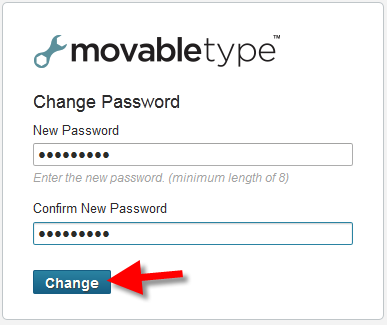 movabletype™
Change Password
New Password
●●●●●●●●●
Enter the new password. (minimum length of 8)
Confirm New Password
●●●●●●●●●
Change